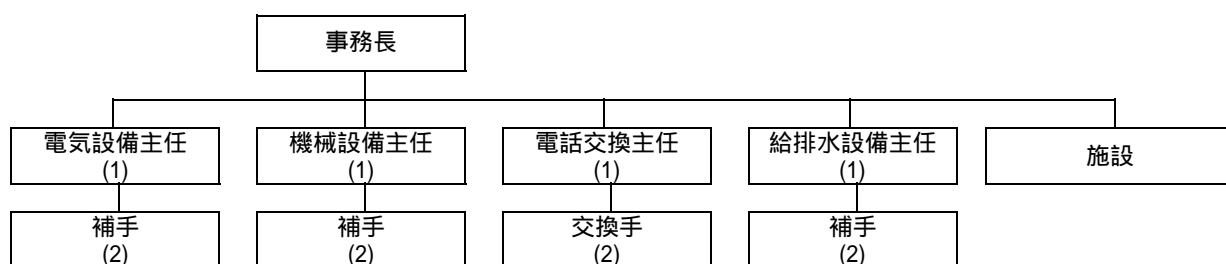 事務長
電気設備主任
(1)
機械設備主任
(1)
電話交換主任
(1)
給排水設備主任
(1)
施設
補手
(2)
補手
(2)
交換手
(2)
補手
(2)